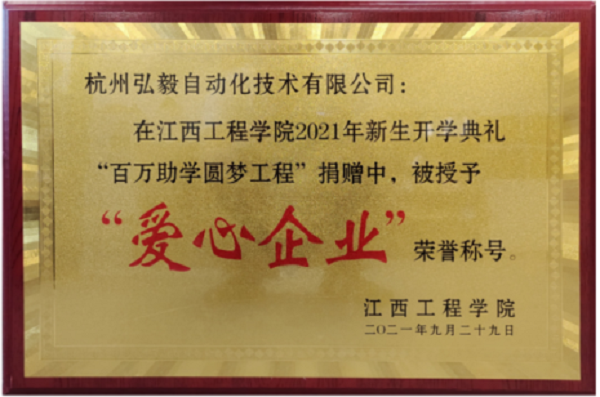 杭州弘毅自动化技术有限公司：
在江西工程学院2021年新生开学典礼
“百万助学圆梦工程”捐赠中，被授予
“爱心企业”荣誉称号。
江西工程学院
二〇二一年九月二十九日